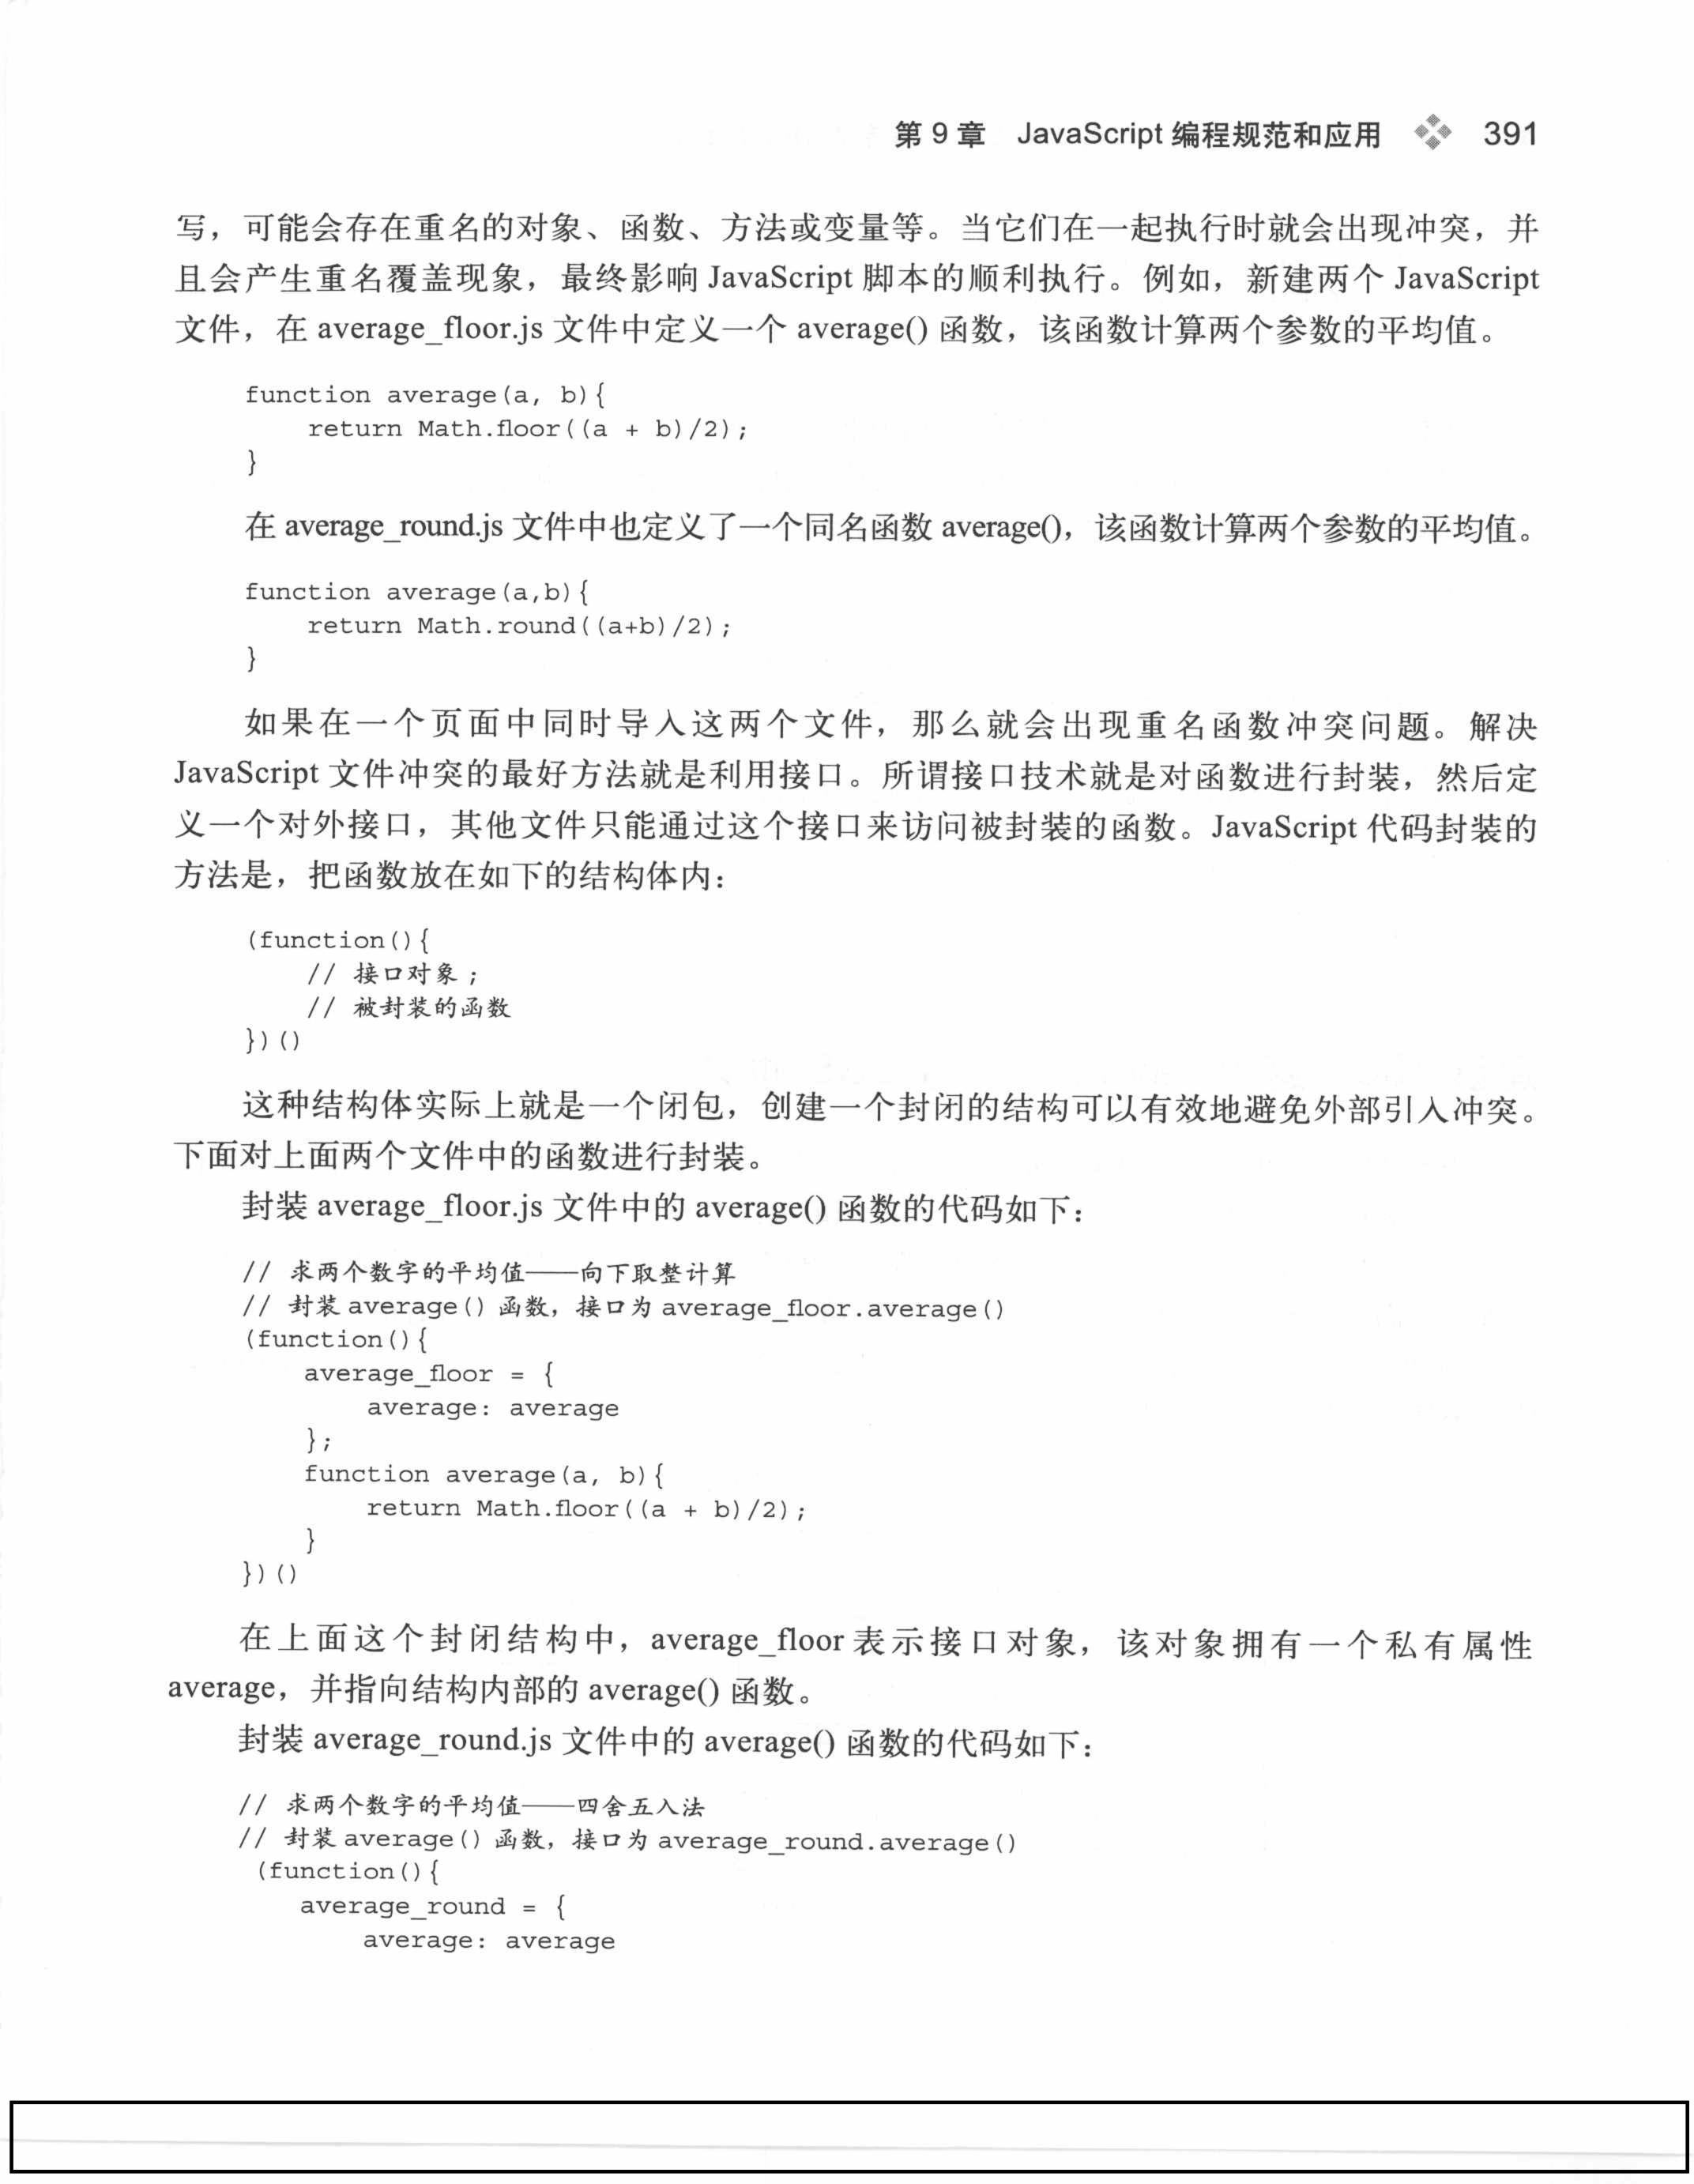 第 9 章 JavaScript 编程规范和应用 391
写，可能会存在重名的对象、函数、方法或变量等。当它们在一起执行时就会出现冲突，并
且会产生重名覆盖现象，最终影响 JavaScript 脚本的顺利执行。例如，新建两个 JavaScript
文件，在 average_floor.js 文件中定义一个 average() 函数，该函数计算两个参数的平均值。
function average(a, b){
    return Math.floor((a + b)/2);
}
在 average_round.js 文件中也定义了一个同名函数 average()，该函数计算两个参数的平均值。
function average(a,b){
    return Math.round((a+b)/2);
}
如果在一个页面中同时导入这两个文件，那么就会出现重名函数冲突问题。解决
JavaScript 文件冲突的最好方法就是利用接口。所谓接口技术就是对函数进行封装，然后定
义一个对外接口，其他文件只能通过这个接口来访问被封装的函数。JavaScript 代码封装的
方法是，把函数放在如下的结构体内：
(function(){
    // 接口对象；
    // 被封装的函数
})()
这种结构体实际上就是一个闭包，创建一个封闭的结构可以有效地避免外部引入冲突。
下面对上面两个文件中的函数进行封装。
封装 average_floor.js 文件中的 average() 函数的代码如下：
// 求两个数字的平均值——向下取整计算
// 封装 average() 函数，接口为 average_floor.average()
(function(){
    average_floor = {
        average: average
    };
    function average(a, b){
        return Math.floor((a + b)/2);
    }
})()
在上面这个封闭结构中，average_floor 表示接口对象，该对象拥有一个私有属性
average，并指向结构内部的 average() 函数。
封装 average_round.js 文件中的 average() 函数的代码如下：
// 求两个数字的平均值——四舍五入法
// 封装 average() 函数，接口为 average_round.average()
(function(){
    average_round = {
        average: average